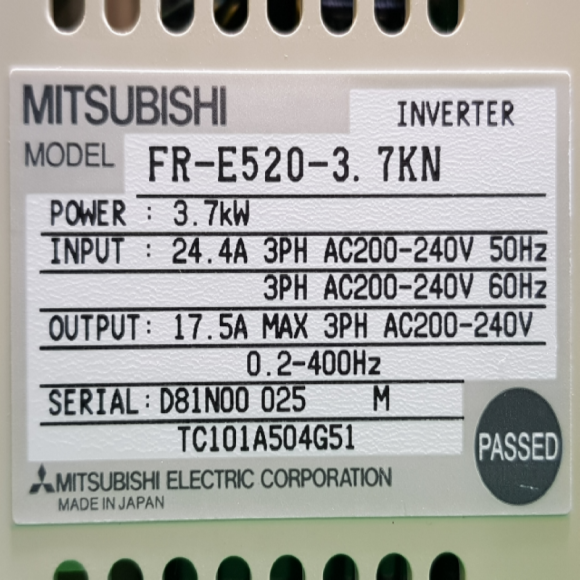 MITSUBISHI INVERTER
MODEL FR-E520-3.7KN
POWER : 3.7kW
INPUT : 24.4A 3PH AC200-240V 50Hz
3PH AC200-240V 60Hz
OUTPUT: 17.5A MAX 3PH AC200-240V
0.2-400Hz
SERIAL: D81N00 025 M
TC101A504G51
PASSED
MITSUBISHI ELECTRIC CORPORATION
MADE IN JAPAN